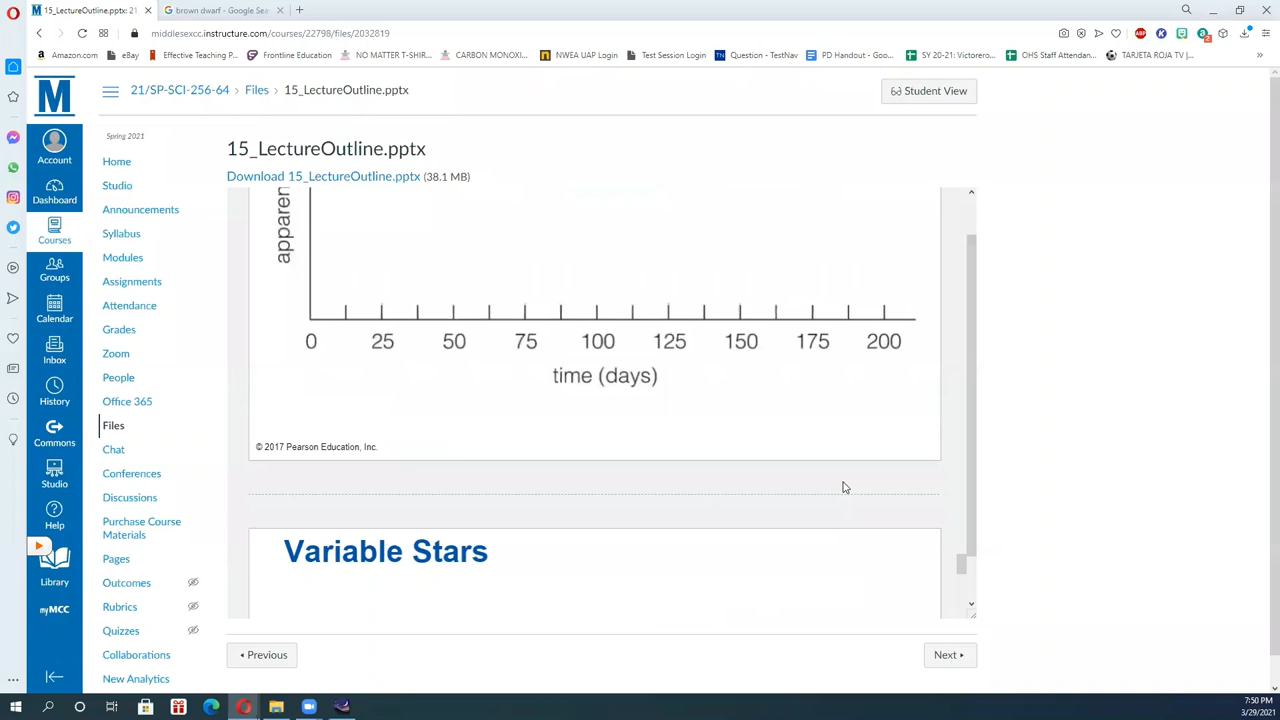 15_LectureOutline.pptx: 21
brown dwarf - Google Sea
middlesexcc.instructure.com/courses/22798/files/2032819
Amazon.com
eBay
Effective Teaching P...
Frontline Education
NO MATTER T-SHIR...
CARBON MONOXI...
NWEA UAP Login
Test Session Login
Question - TestNav
PD Handout - Goo...
SY 20-21: Victorero...
OHS Staff Attendan...
TARJETA ROJA TV |...
21/SP-SCI-256-64 › Files › 15_LectureOutline.pptx
Student View
Account
Dashboard
Courses
Groups
Calendar
Inbox
History
Commons
Studio
Help
Library
myMCC
Spring 2021
Home
Studio
Announcements
Syllabus
Modules
Assignments
Attendance
Grades
Zoom
People
Office 365
Files
Chat
Conferences
Discussions
Purchase Course
Materials
Pages
Outcomes
Rubrics
Quizzes
Collaborations
New Analytics
15_LectureOutline.pptx
Download 15_LectureOutline.pptx (38.1 MB)
apparen
0 25 50 75 100 125 150 175 200
time (days)
© 2017 Pearson Education, Inc.
Variable Stars
Previous
Next
7:50 PM
3/29/2021